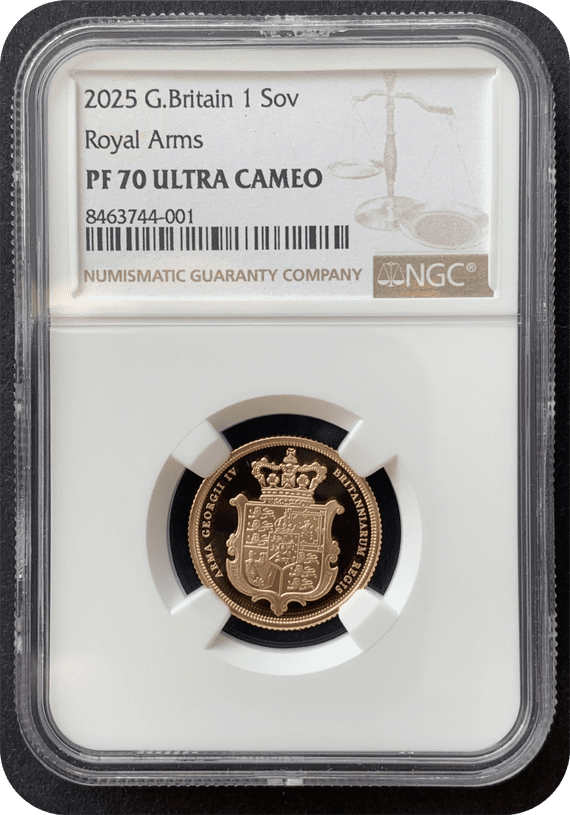 2025 G.Britain 1 Sov
Royal Arms
PF 70 ULTRA CAMEO
8463744-001
NUMISMATIC GUARANTY COMPANY
NGC®
ARMA GEORGII IV
BRITANNIARUM REGIS